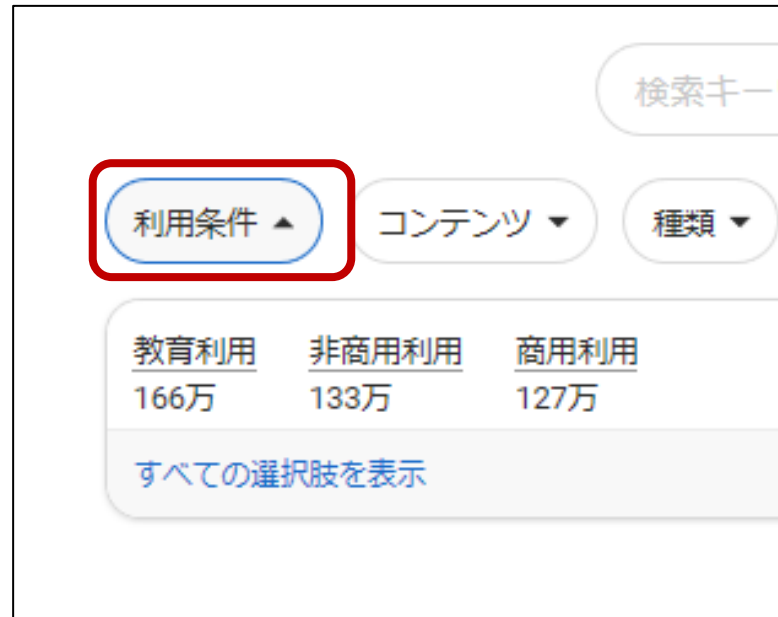 検索キー
利用条件 ▲ コンテンツ ▼ 種類 ▼
教育利用 非商用利用 商用利用
166万 133万 127万
すべての選択肢を表示